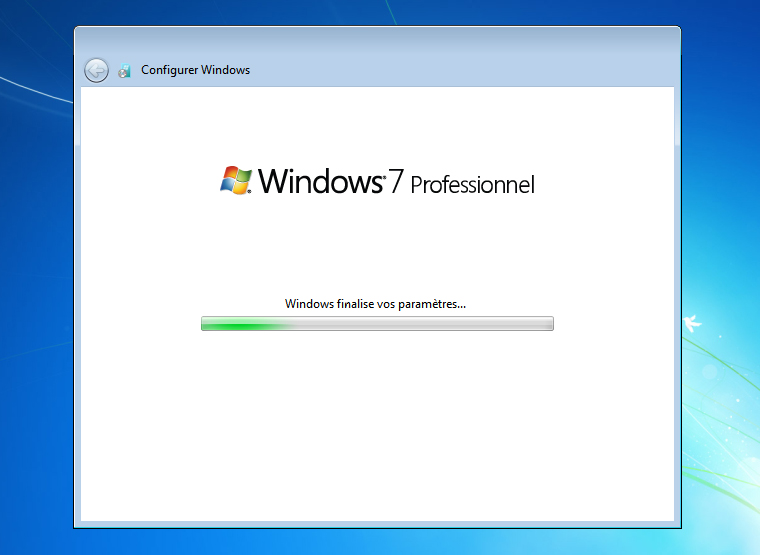 Configurer Windows
Windows® 7 Professionnel
Windows finalise vos paramètres...